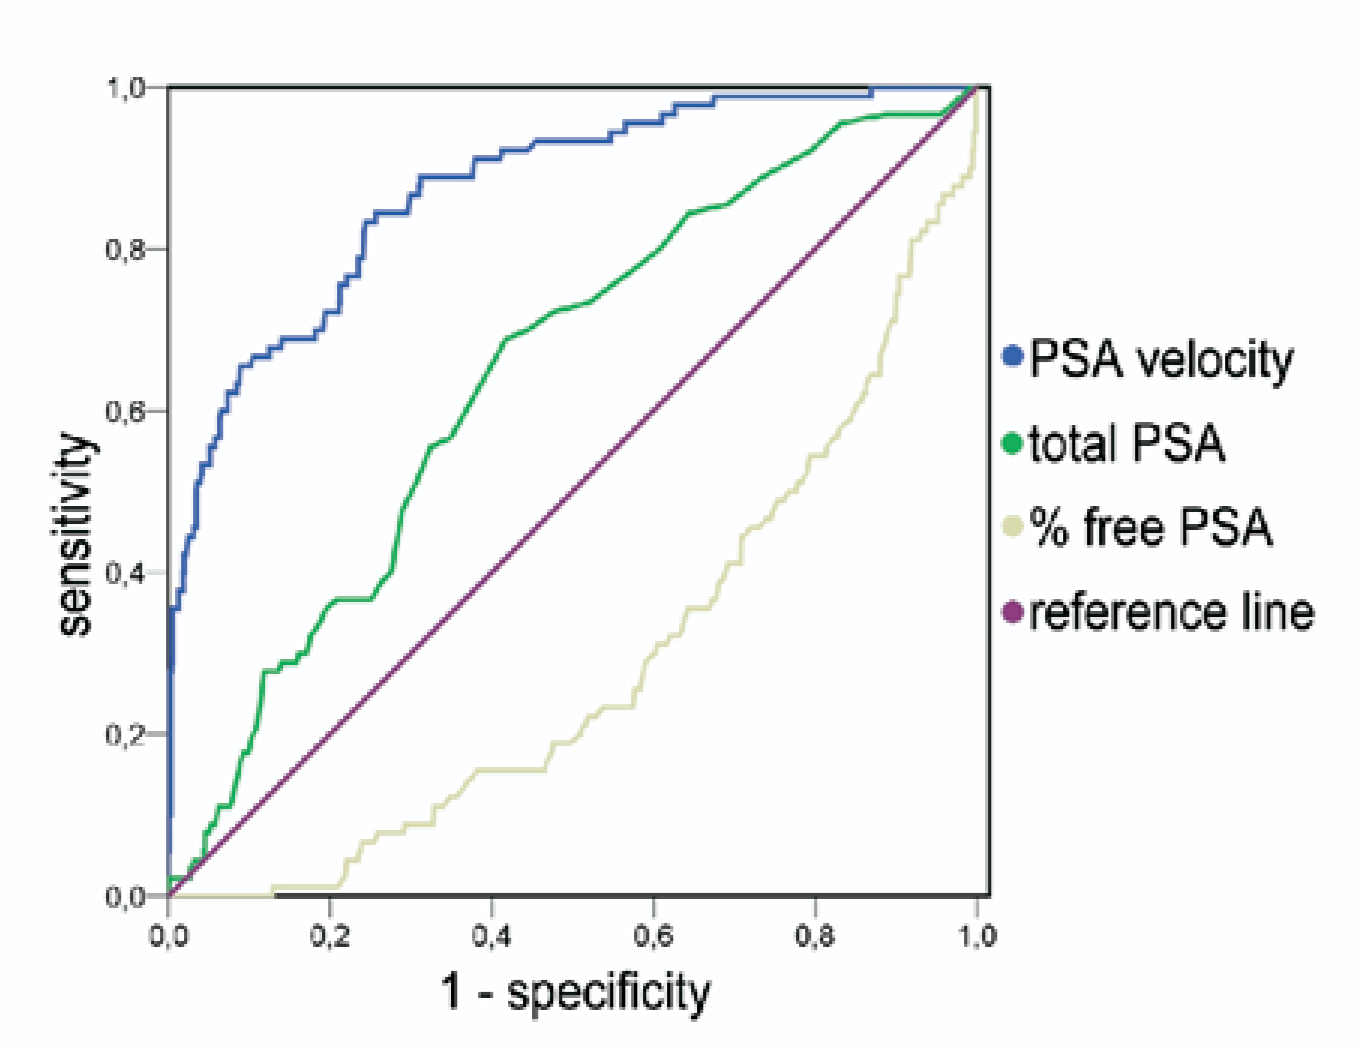 1,0
0,8
0,6
0,4
0,2
0,0
sensitivity
0,0 0,2 0,4 0,6 0,8 1,0
1 - specificity
PSA velocity
total PSA
% free PSA
reference line